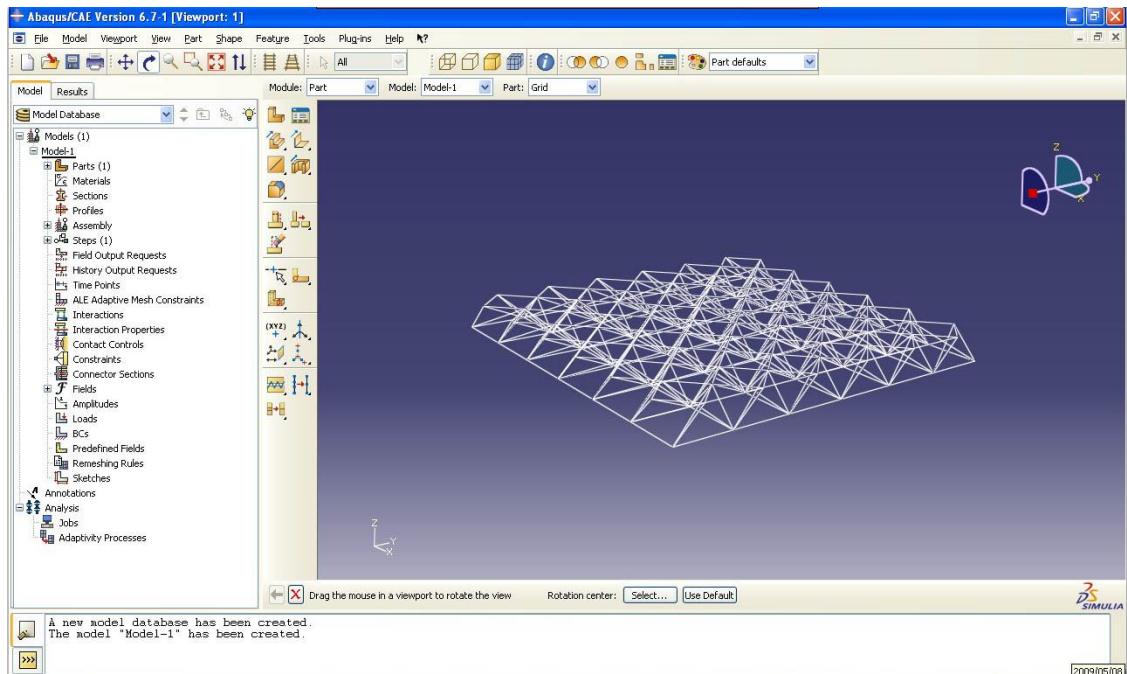 Abaqus/CAE Version 6.7-1 [Viewport: 1]
File Model Viewport View Part Shape Feature Tools Plug-ins Help
All
Part defaults
Model Results
Module: Part Model: Model-1 Part: Grid
Model Database
Models (1)
Model-1
Parts (1)
Materials
Sections
Profiles
Assembly
Steps (1)
Field Output Requests
History Output Requests
Time Points
ALE Adaptive Mesh Constraints
Interactions
Interaction Properties
Contact Controls
Constraints
Connector Sections
Fields
Amplitudes
Loads
BCs
Predefined Fields
Remeshing Rules
Sketches
Annotations
Analysis
Jobs
Adaptivity Processes
(XYZ)
Z
Y
X
Z
Y
X
Drag the mouse in a viewport to rotate the view Rotation center: Select... Use Default
SIMULIA
A new model database has been created.
The model "Model-1" has been created.
>>>
2009/05/08